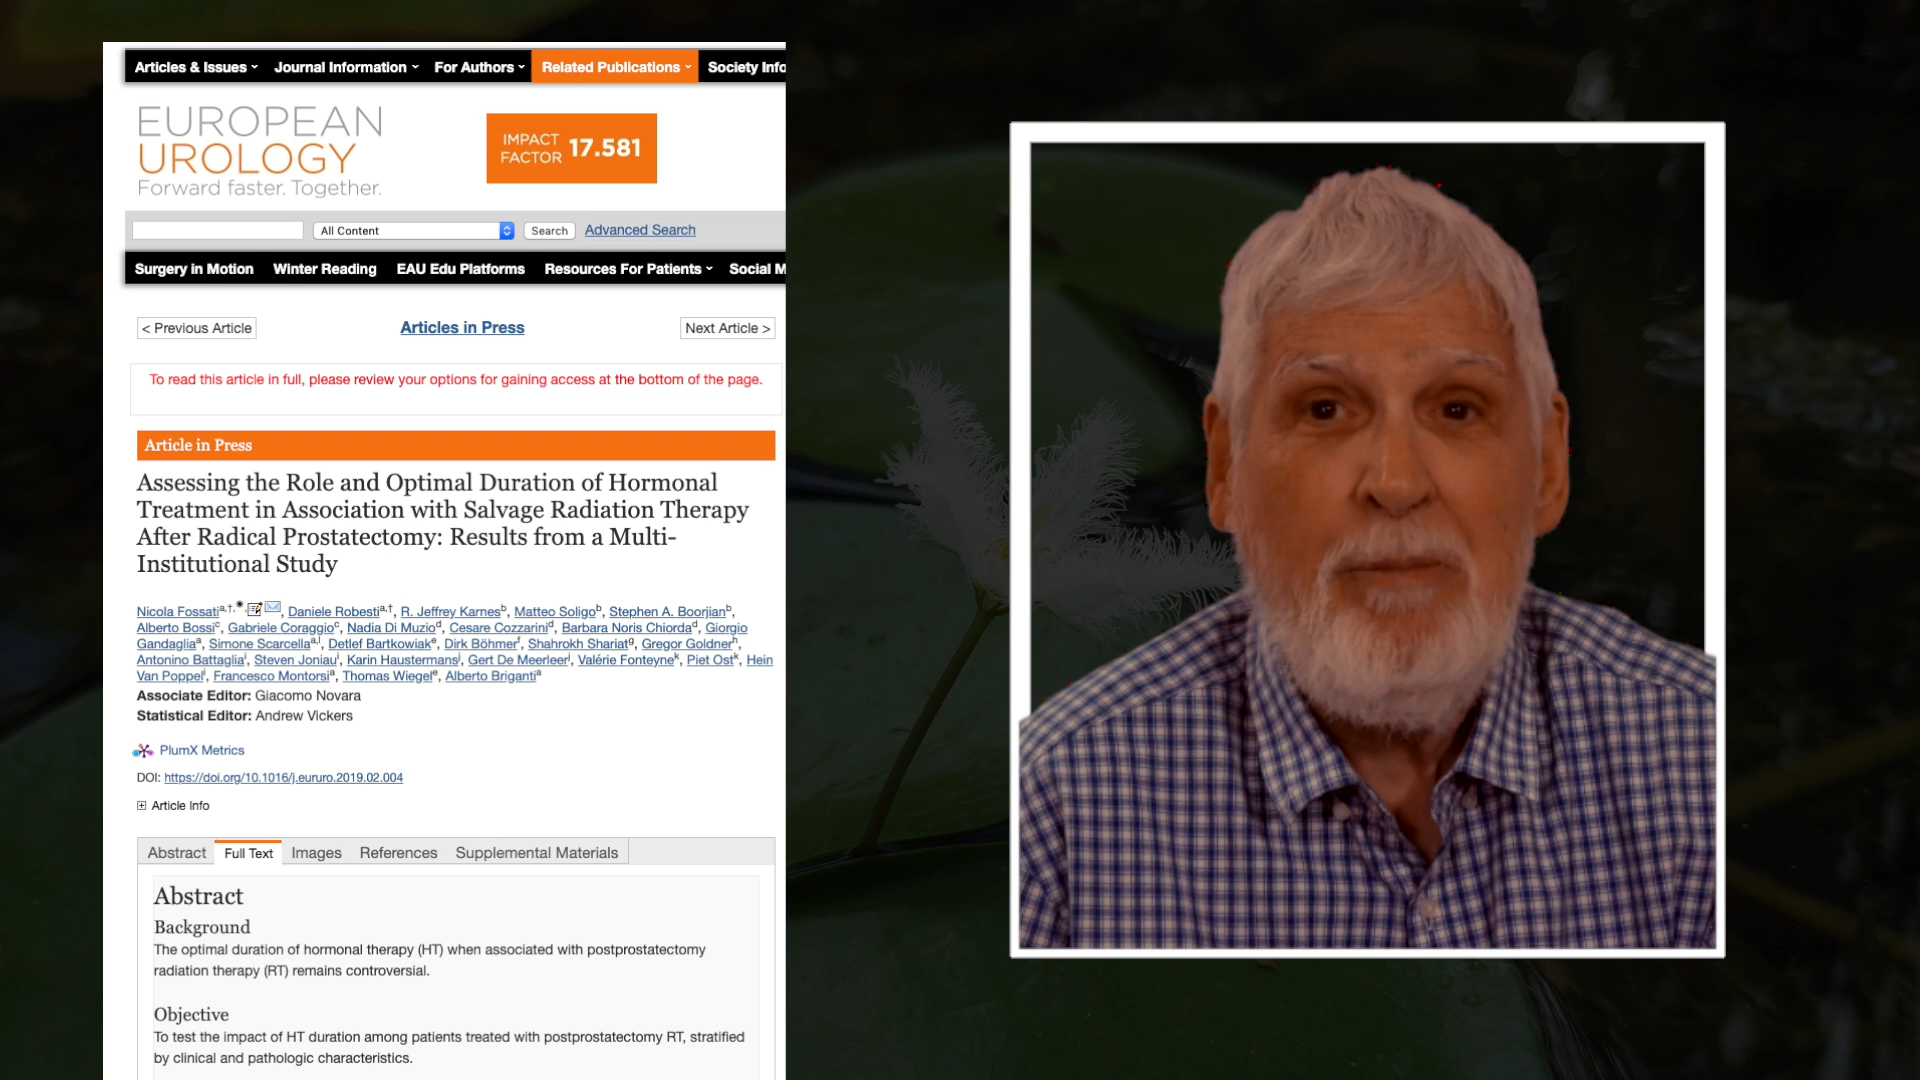 Articles & Issues Journal Information For Authors Related Publications Society Info
EUROPEAN
UROLOGY
Forward faster. Together.
IMPACT
FACTOR 17.581
All Content Search Advanced Search
Surgery in Motion Winter Reading EAU Edu Platforms Resources For Patients Social M
< Previous Article Articles in Press Next Article >
To read this article in full, please review your options for gaining access at the bottom of the page.
Article in Press
Assessing the Role and Optimal Duration of Hormonal
Treatment in Association with Salvage Radiation Therapy
After Radical Prostatectomy: Results from a Multi-
Institutional Study
Nicola Fossati a,†,*, Daniele Robesti a,†, R. Jeffrey Karnes b, Matteo Soligo b, Stephen A. Boorjian b,
Alberto Bossi c, Gabriele Coraggio c, Nadia Di Muzio d, Cesare Cozzarini d, Barbara Noris Chiorda d, Giorgio
Gandaglia a, Simone Scarcella a,l, Detlef Bartkowiak e, Dirk Böhmer f, Shahrokh Shariat g, Gregor Goldner h,
Antonino Battaglia i, Steven Joniau i, Karin Haustermans j, Gert De Meerleer j, Valérie Fonteyne k, Piet Ost k, Hein
Van Poppel i, Francesco Montorsi a, Thomas Wiegel e, Alberto Briganti a
Associate Editor: Giacomo Novara
Statistical Editor: Andrew Vickers
PlumX Metrics
DOI: https://doi.org/10.1016/j.eururo.2019.02.004
Article Info
Abstract Full Text Images References Supplemental Materials
Abstract
Background
The optimal duration of hormonal therapy (HT) when associated with postprostatectomy
radiation therapy (RT) remains controversial.
Objective
To test the impact of HT duration among patients treated with postprostatectomy RT, stratified
by clinical and pathologic characteristics.